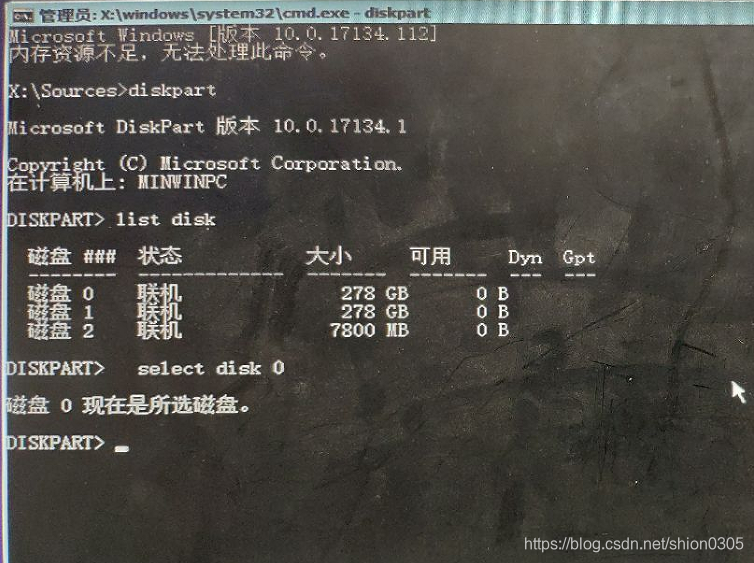 管理员: X:\windows\system32\cmd.exe - diskpart
Microsoft Windows [版本 10.0.17134.112]
内存资源不足，无法处理此命令。
X:\Sources>diskpart
Microsoft DiskPart 版本 10.0.17134.1
Copyright (C) Microsoft Corporation.
在计算机上: MINWINPC
DISKPART> list disk
磁盘 ### 状态 大小 可用 Dyn Gpt
-------- ------------- ------- ------- --- ---
磁盘 0 联机 278 GB 0 B
磁盘 1 联机 278 GB 0 B
磁盘 2 联机 7800 MB 0 B
DISKPART> select disk 0
磁盘 0 现在是所选磁盘。
DISKPART> _
https://blog.csdn.net/shion0305